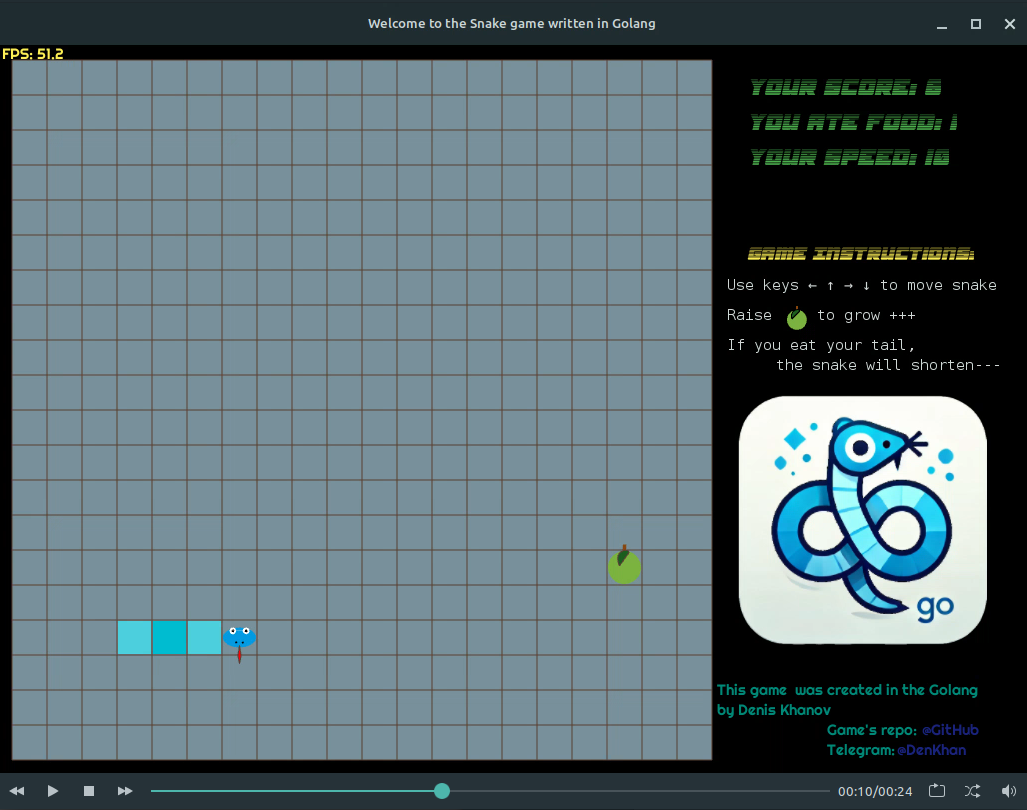 Welcome to the Snake game written in Golang
FPS: 51.2
YOUR SCORE: 6
YOU ATE FOOD: 1
YOUR SPEED: 10
GAME INSTRUCTIONS:
Use keys ← ↑ → ↓ to move snake
Raise to grow +++
If you eat your tail,
the snake will shorten---
go
This game was created in the Golang
by Denis Khanov
Game's repo: @GitHub
Telegram: @DenKhan
00:10/00:24